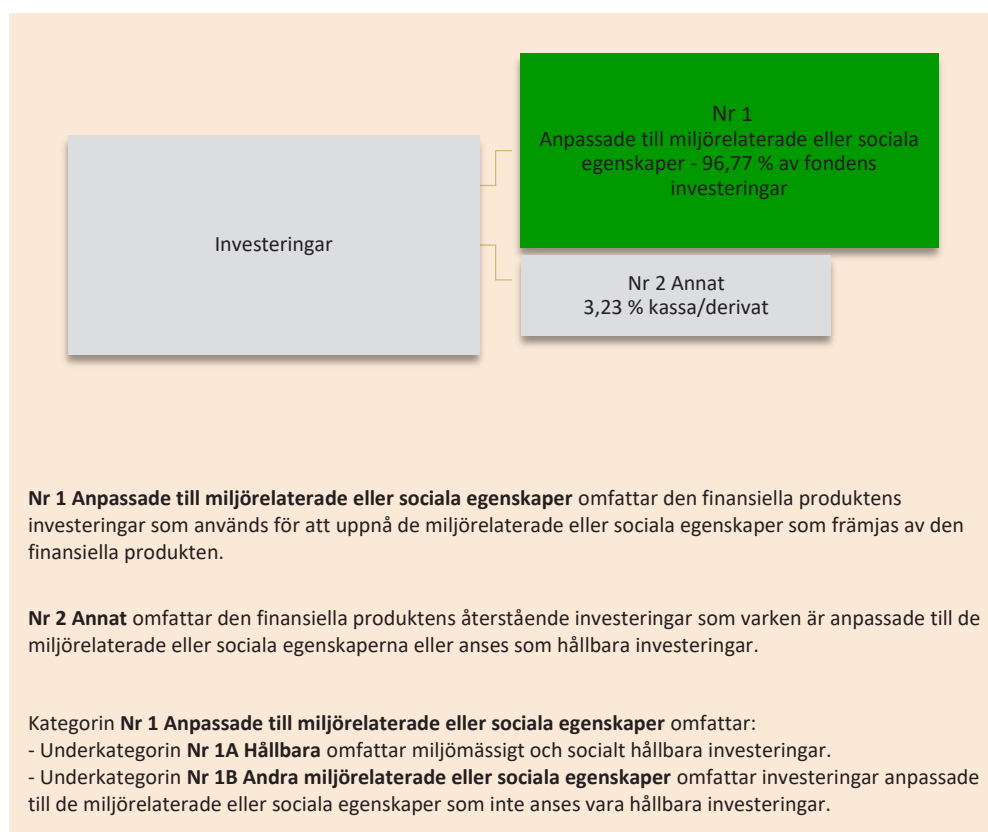 Nr 1
Anpassade till miljörelaterade eller sociala
egenskaper - 96,77 % av fondens
investeringar
Investeringar
Nr 2 Annat
3,23 % kassa/derivat
Nr 1 Anpassade till miljörelaterade eller sociala egenskaper omfattar den finansiella produktens
investeringar som används för att uppnå de miljörelaterade eller sociala egenskaper som främjas av den
finansiella produkten.
Nr 2 Annat omfattar den finansiella produktens återstående investeringar som varken är anpassade till de
miljörelaterade eller sociala egenskaperna eller anses som hållbara investeringar.
Kategorin Nr 1 Anpassade till miljörelaterade eller sociala egenskaper omfattar:
- Underkategorin Nr 1A Hållbara omfattar miljömässigt och socialt hållbara investeringar.
- Underkategorin Nr 1B Andra miljörelaterade eller sociala egenskaper omfattar investeringar anpassade
till de miljörelaterade eller sociala egenskaper som inte anses vara hållbara investeringar.